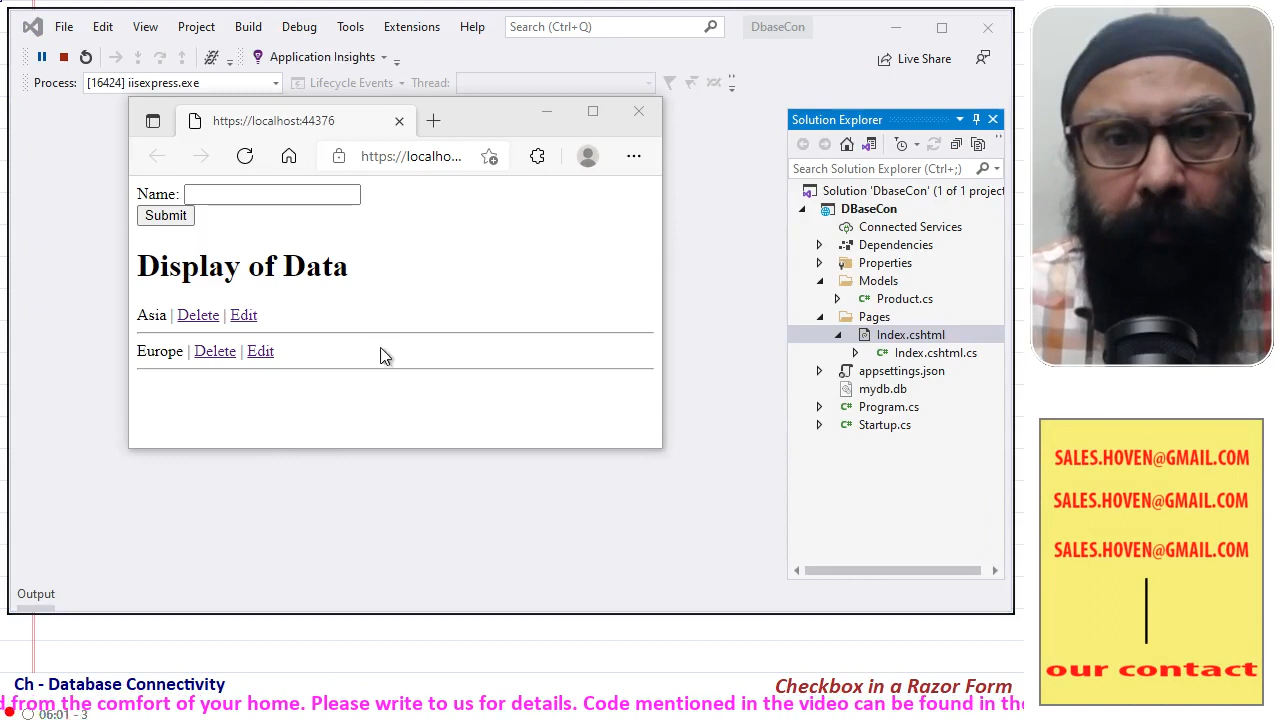 File Edit View Project Build Debug Tools Extensions Help Search (Ctrl+Q) DbaseCon
Application Insights Live Share
Process: [16424] iisexpress.exe Lifecycle Events Thread:
https://localhost:44376
https://localho...
Name:
Submit
Display of Data
Asia | Delete | Edit
Europe | Delete | Edit
Solution Explorer
Search Solution Explorer (Ctrl+;)
Solution 'DbaseCon' (1 of 1 project
DBaseCon
Connected Services
Dependencies
Properties
Models
C# Product.cs
Pages
Index.cshtml
C# Index.cshtml.cs
appsettings.json
mydb.db
C# Program.cs
C# Startup.cs
Output
SALES.HOVEN@GMAIL.COM
SALES.HOVEN@GMAIL.COM
SALES.HOVEN@GMAIL.COM
our contact
Ch - Database Connectivity
Checkbox in a Razor Form
d from the comfort of your home. Please write to us for details. Code mentioned in the video can be found in the
06:01 - 3